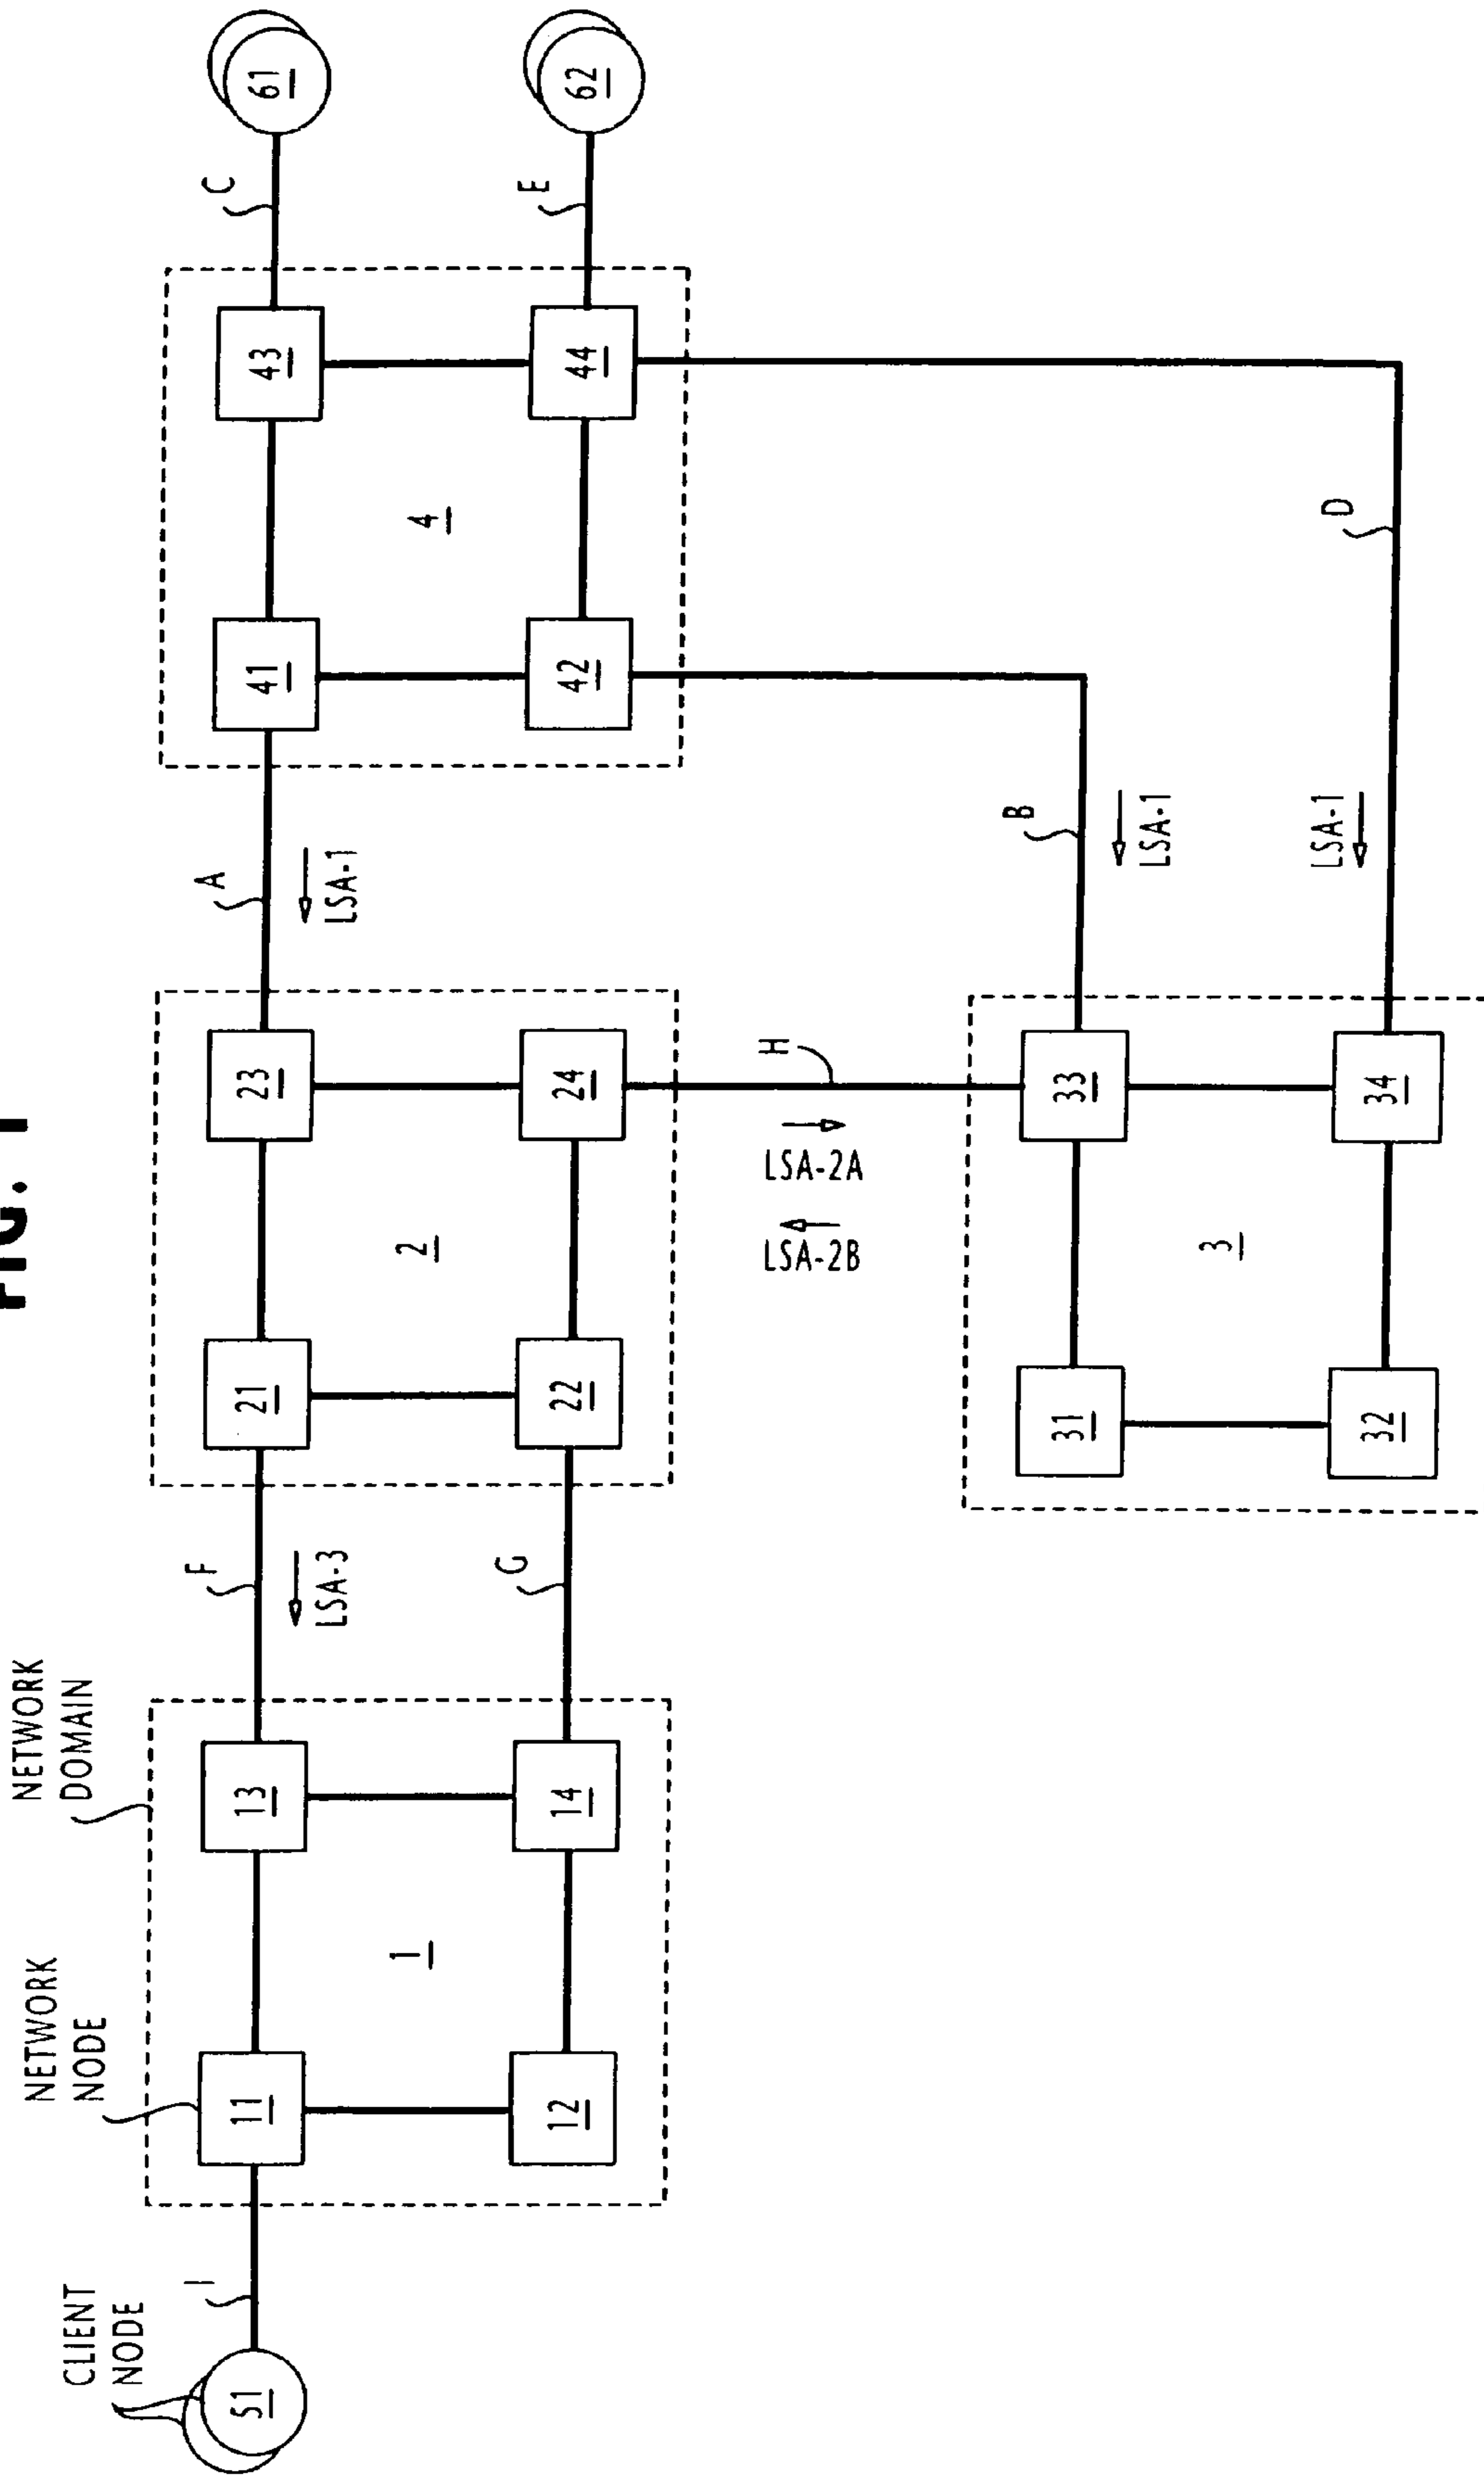 FIG. 1
CLIENT
NODE
NETWORK
NODE
NETWORK
DOMAIN
I
F
A
C
51
11
13
21
23
41
43
61
LSA-3
LSA-1
1
2
4
G
E
12
14
22
24
42
44
62
H
LSA-2A
LSA-2B
B
31
33
LSA-1
3
LSA-1
D
32
34